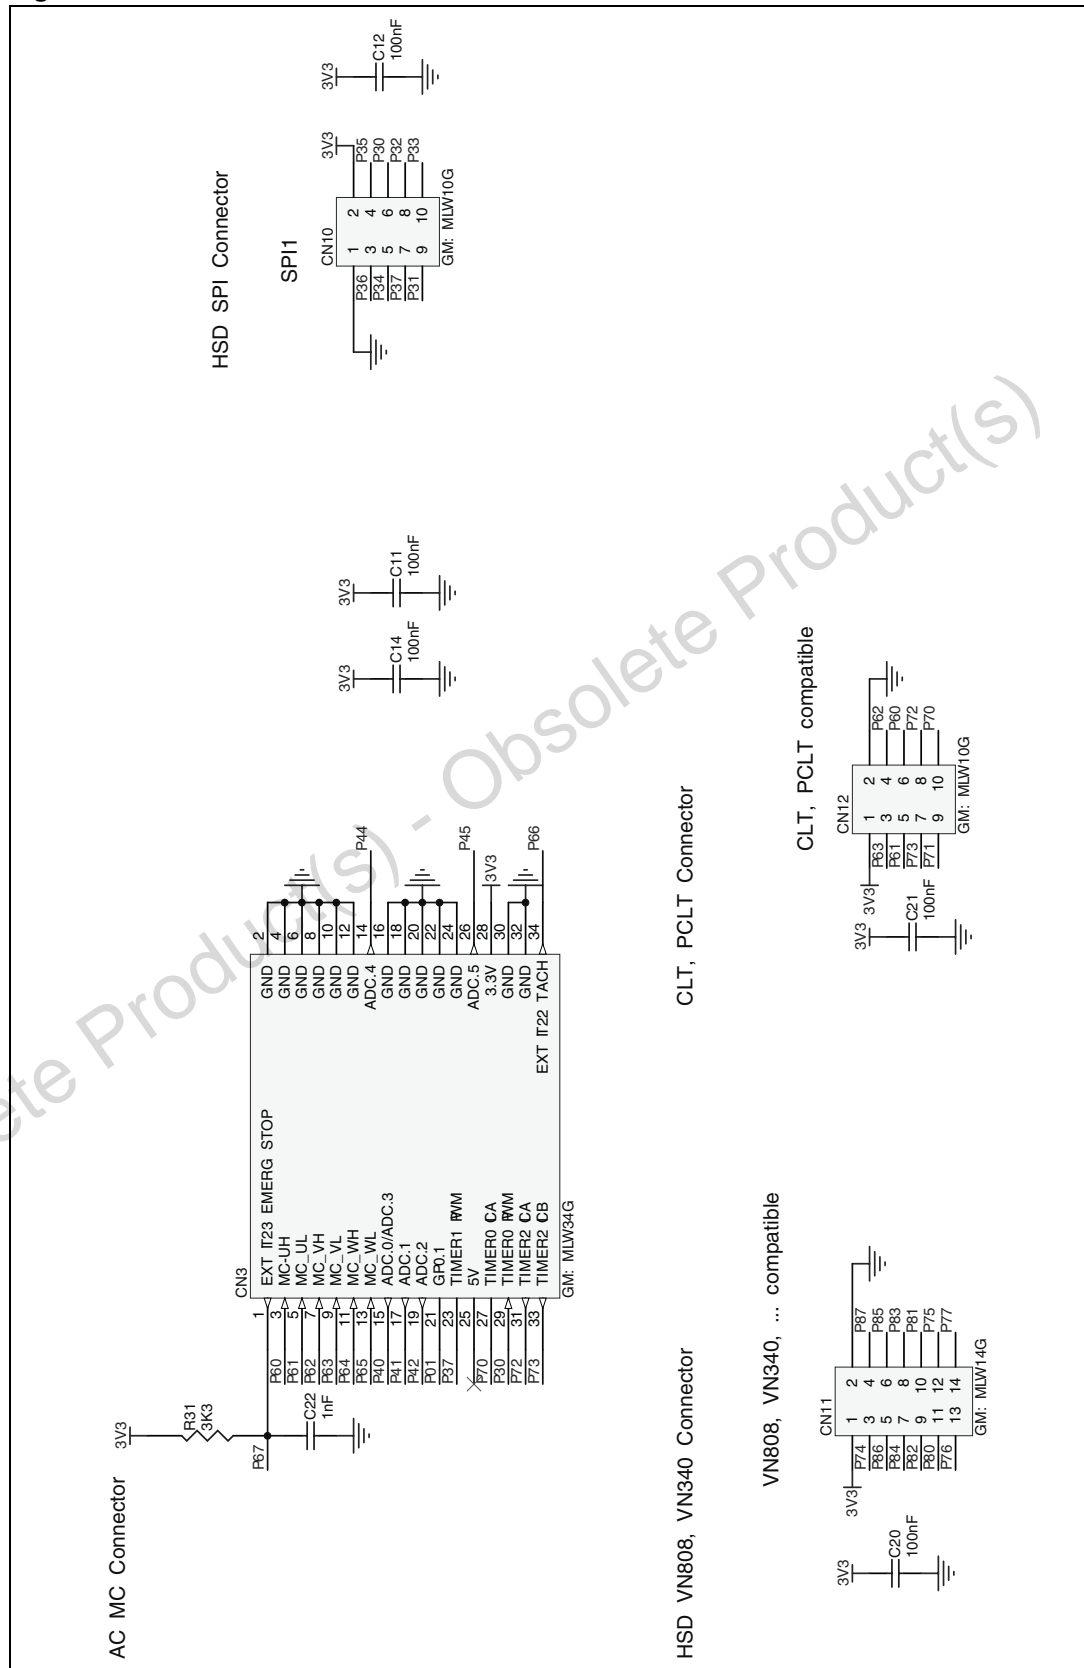 AC MC Connector
3V3
R31
3K3
P67
C22
1nF
CN3
1 EXT IT23 EMERG STOP
P60 3 MC-UH
P61 5 MC_UL
P62 7 MC_VH
P63 9 MC_VL
P64 11 MC_WH
P65 13 MC_WL
P40 15 ADC.0/ADC.3
P41 17 ADC.1
P42 19 ADC.2
P01 21 GP0.1
P37 23 TIMER1 PWM
25 5V
P70 27 TIMER0 CA
P30 29 TIMER0 PWM
P72 31 TIMER2 CA
P73 33 TIMER2 CB
GND 2
GND 4
GND 6
GND 8
GND 10
GND 12
ADC.4 14 P44
GND 16
GND 18
GND 20
GND 22
GND 24
ADC.5 26 P45
3.3V 28 3V3
GND 30
GND 32
EXT IT22 TACH 34 P66
GM: MLW34G
3V3
C14
100nF
3V3
C11
100nF
HSD SPI Connector
SPI1
CN10
1 2 3V3
P36 3 4 P35
P34 5 6 P30
P37 7 8 P32
P31 9 10 P33
GM: MLW10G
3V3
C12
100nF
HSD VN808, VN340 Connector
VN808, VN340, ... compatible
3V3
C20
100nF
CN11
3V3 1 2
P74 3 4 P87
P86 5 6 P85
P84 7 8 P83
P82 9 10 P81
P80 11 12 P75
P76 13 14 P77
GM: MLW14G
CLT, PCLT Connector
CLT, PCLT compatible
3V3
C21
100nF
CN12
3V3 1 2
P63 3 4 P62
P61 5 6 P60
P73 7 8 P72
P71 9 10 P70
GM: MLW10G
ete Product(s) - Obsolete Product(s)